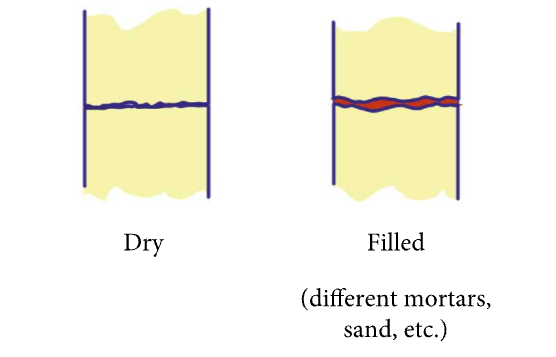 Dry
Filled
(different mortars,
sand, etc.)